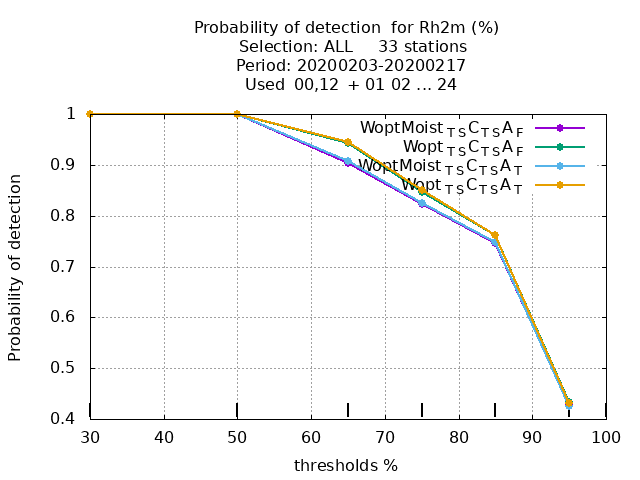 Probability of detection  for Rh2m (%)
Selection: ALL     33 stations
Period: 20200203-20200217
Used  00,12  + 01 02 ... 24
WoptMoist TS C TS A F
Wopt TS C TS A F
WoptMoist TS C TS A T
Wopt TS C TS A T
1
0.9
0.8
0.7
0.6
0.5
0.4
Probability of detection
30 40 50 60 70 80 90 100
thresholds %